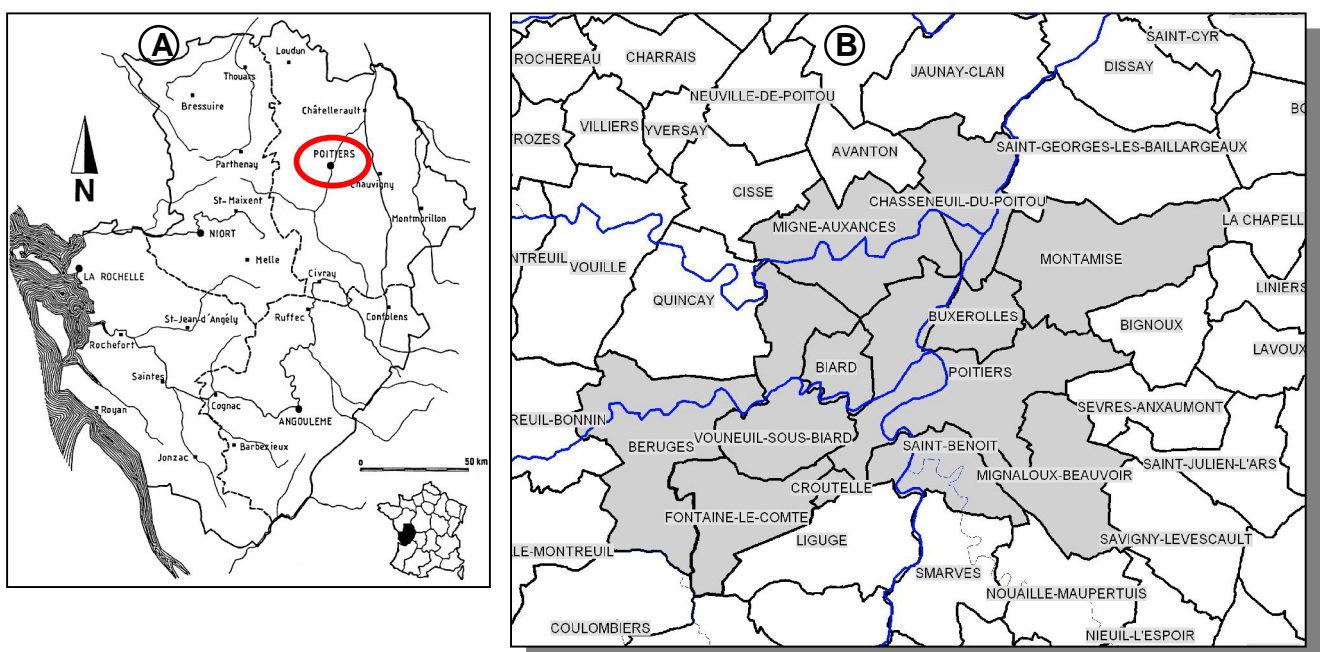 A
Loudun
Thouars
Bressuire
Châtellerault
POITIERS
Parthenay
Chauvigny
N
St-Maixent
Montmorillon
NIORT
Melle
LA ROCHELLE
Civray
St-Jean-d'Angély
Ruffec
Confolens
Rochefort
Saintes
Cognac
Royan
ANGOULEME
Barbezieux
Jonzac
50 km
B
SAINT-CYR
ROCHEREAU
CHARRAIS
JAUNAY-CLAN
DISSAY
NEUVILLE-DE-POITOU
BO
ROZES
VILLIERS
YVERSAY
AVANTON
SAINT-GEORGES-LES-BAILLARGEAUX
CISSE
CHASSENEUIL-DU-POITOU
MIGNE-AUXANCES
LA CHAPELL
NTREUIL
VOUILLE
MONTAMISE
QUINCAY
LINIERS
BUXEROLLES
BIGNOUX
LAVOUX
BIARD
POITIERS
SEVRES-ANXAUMONT
REUIL-BONNIN
BERUGES
VOUNEUIL-SOUS-BIARD
SAINT-BENOIT
SAINT-JULIEN-L'ARS
MIGNALOUX-BEAUVOIR
CROUTELLE
FONTAINE-LE-COMTE
LIGUGE
SAVIGNY-LEVESCAULT
LE-MONTREUIL
SMARVES
NOUAILLE-MAUPERTUIS
COULOMBIERS
NIEUIL-L'ESPOIR